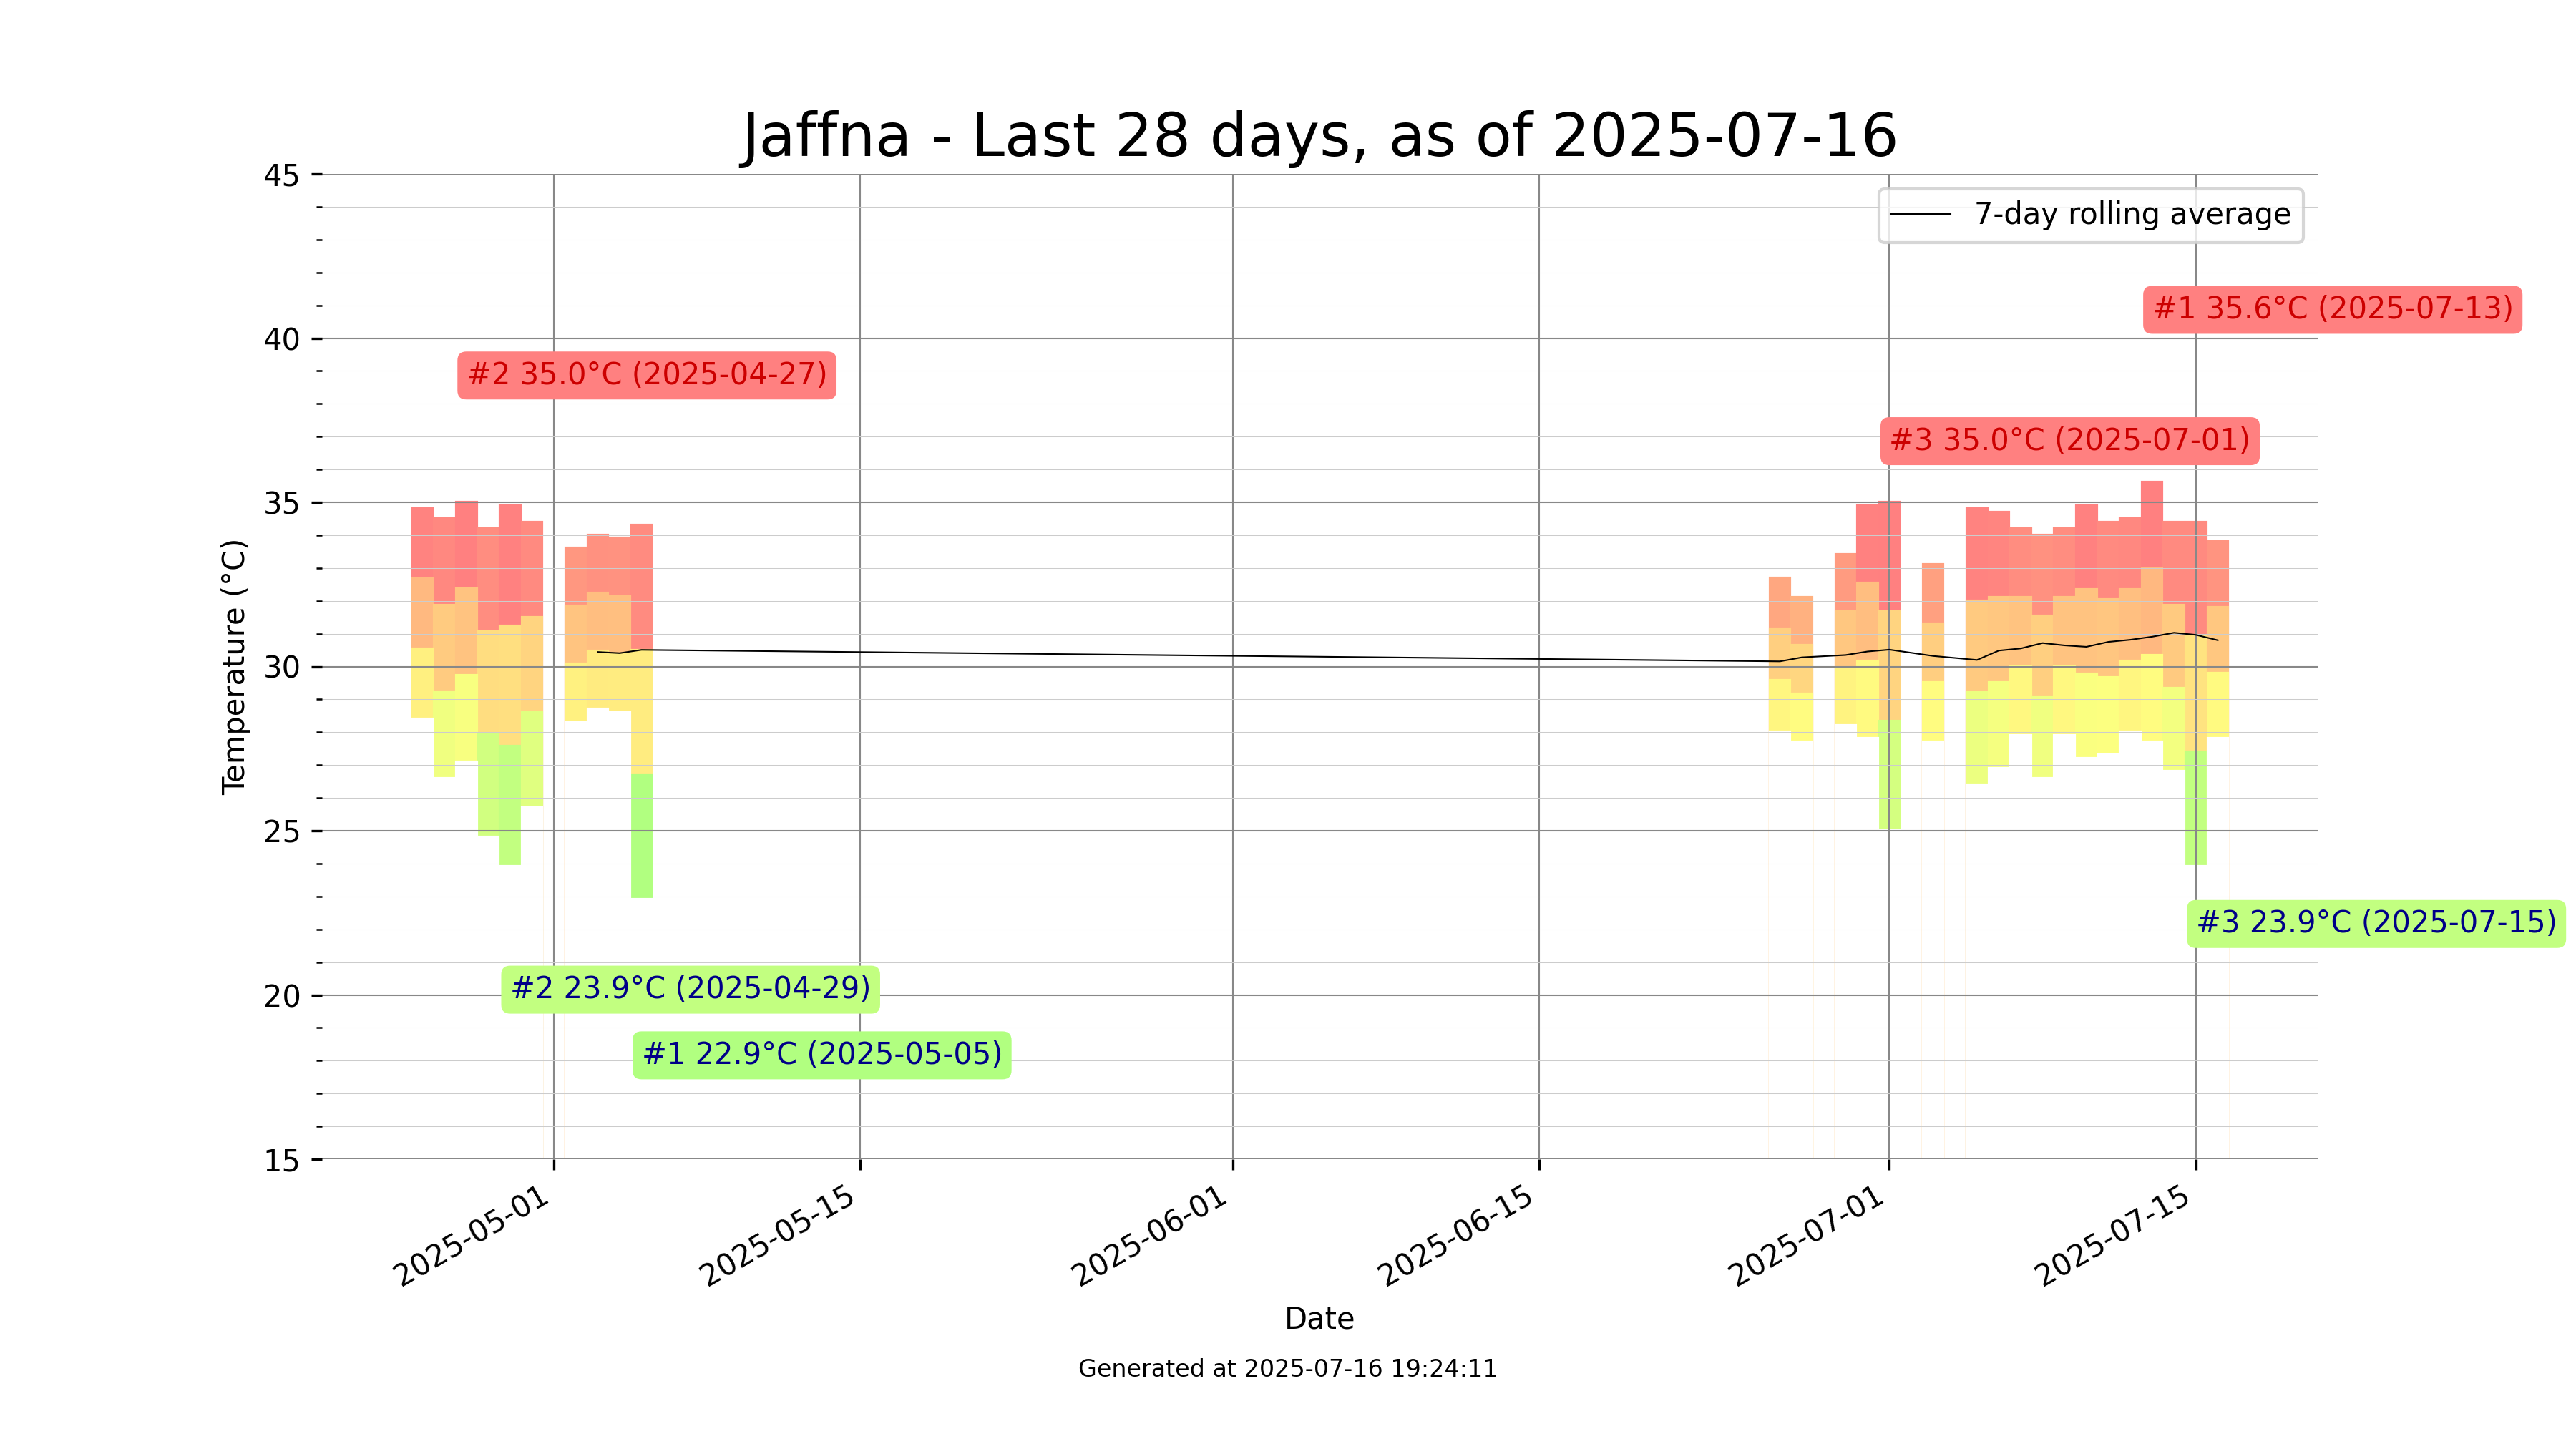 Jaffna - Last 28 days, as of 2025-07-16
45
40
35
30
25
20
15
Temperature (°C)
7-day rolling average
#1 35.6°C (2025-07-13)
#2 35.0°C (2025-04-27)
#3 35.0°C (2025-07-01)
#3 23.9°C (2025-07-15)
#2 23.9°C (2025-04-29)
#1 22.9°C (2025-05-05)
2025-05-01
2025-05-15
2025-06-01
2025-06-15
2025-07-01
2025-07-15
Date
Generated at 2025-07-16 19:24:11